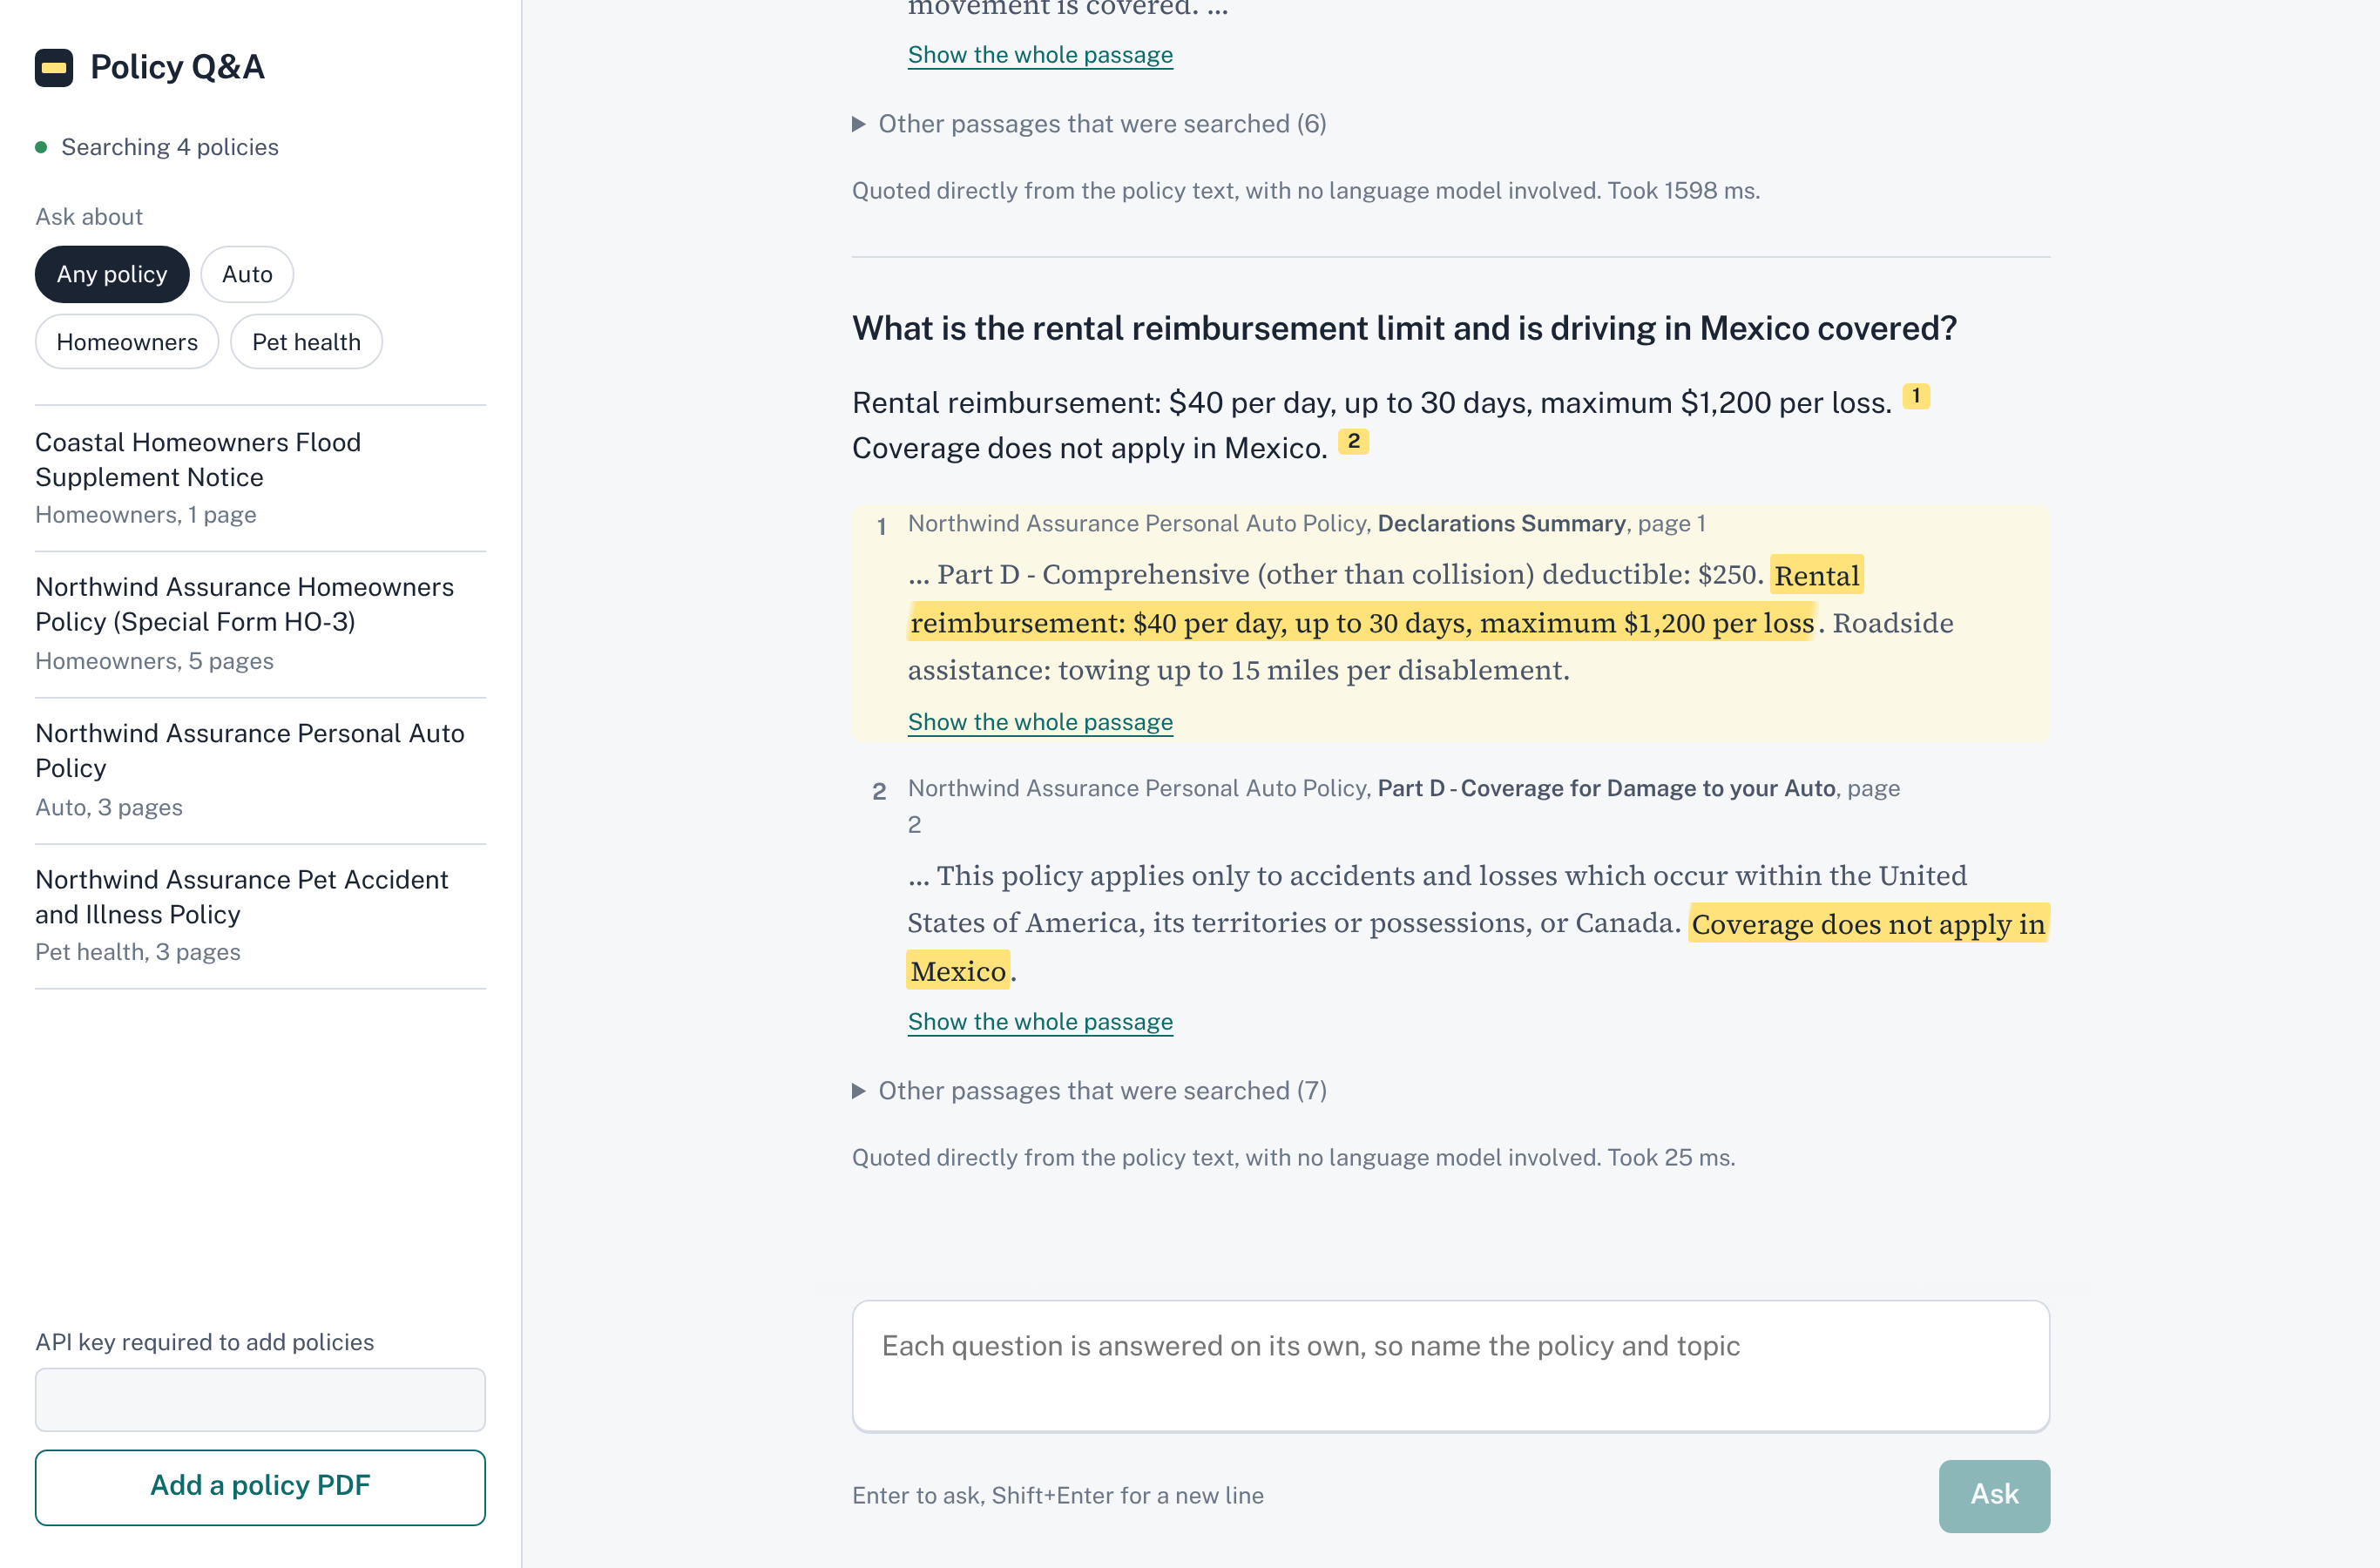 Policy Q&A
Searching 4 policies
Ask about
Any policy
Auto
Homeowners
Pet health
Coastal Homeowners Flood
Supplement Notice
Homeowners, 1 page
Northwind Assurance Homeowners
Policy (Special Form HO-3)
Homeowners, 5 pages
Northwind Assurance Personal Auto
Policy
Auto, 3 pages
Northwind Assurance Pet Accident
and Illness Policy
Pet health, 3 pages
API key required to add policies
Add a policy PDF
movement is covered. ...
Show the whole passage
Other passages that were searched (6)
Quoted directly from the policy text, with no language model involved. Took 1598 ms.
What is the rental reimbursement limit and is driving in Mexico covered?
Rental reimbursement: $40 per day, up to 30 days, maximum $1,200 per loss. 1
Coverage does not apply in Mexico. 2
1 Northwind Assurance Personal Auto Policy, Declarations Summary, page 1
... Part D - Comprehensive (other than collision) deductible: $250. Rental
reimbursement: $40 per day, up to 30 days, maximum $1,200 per loss. Roadside
assistance: towing up to 15 miles per disablement.
Show the whole passage
2 Northwind Assurance Personal Auto Policy, Part D - Coverage for Damage to your Auto, page
2
... This policy applies only to accidents and losses which occur within the United
States of America, its territories or possessions, or Canada. Coverage does not apply in
Mexico.
Show the whole passage
Other passages that were searched (7)
Quoted directly from the policy text, with no language model involved. Took 25 ms.
Each question is answered on its own, so name the policy and topic
Enter to ask, Shift+Enter for a new line
Ask